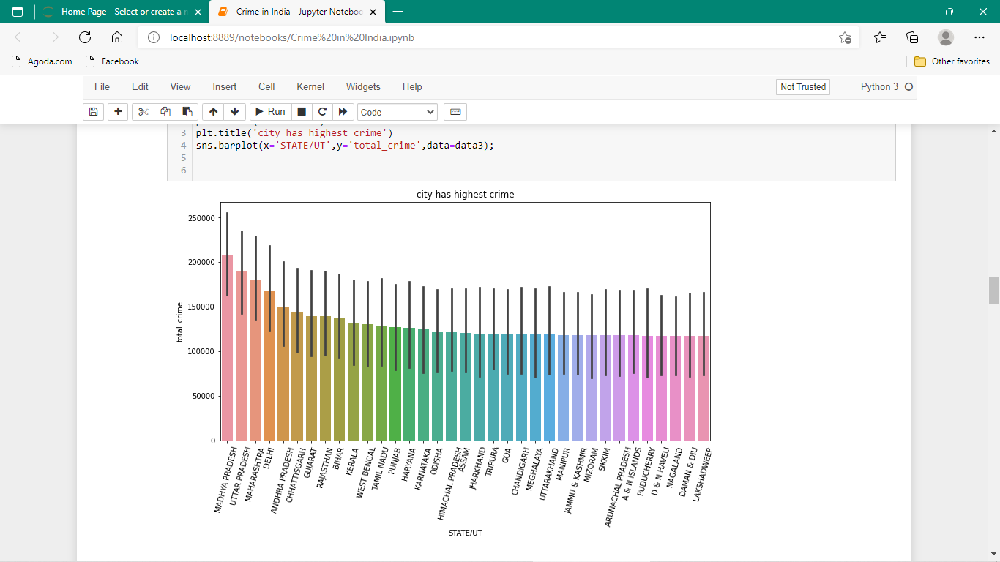 Home Page - Select or create a n
Crime in India - Jupyter Noteboo
localhost:8889/notebooks/Crime%20in%20India.ipynb
Agoda.com
Facebook
Other favorites
File Edit View Insert Cell Kernel Widgets Help
Not Trusted
Python 3
Run
Code
3 plt.title('city has highest crime')
4 sns.barplot(x='STATE/UT',y='total_crime',data=data3);
5
6
city has highest crime
250000
200000
150000
100000
50000
0
total_crime
MADHYA PRADESH
UTTAR PRADESH
MAHARASHTRA
DELHI
ANDHRA PRADESH
CHHATTISGARH
GUJARAT
RAJASTHAN
BIHAR
KERALA
WEST BENGAL
TAMIL NADU
PUNJAB
HARYANA
KARNATAKA
ODISHA
HIMACHAL PRADESH
ASSAM
JHARKHAND
TRIPURA
GOA
CHANDIGARH
MEGHALAYA
UTTARAKHAND
MANIPUR
JAMMU & KASHMIR
MIZORAM
SIKKIM
ARUNACHAL PRADESH
A & N ISLANDS
PUDUCHERRY
D & N HAVELI
NAGALAND
DAMAN & DIU
LAKSHADWEEP
STATE/UT